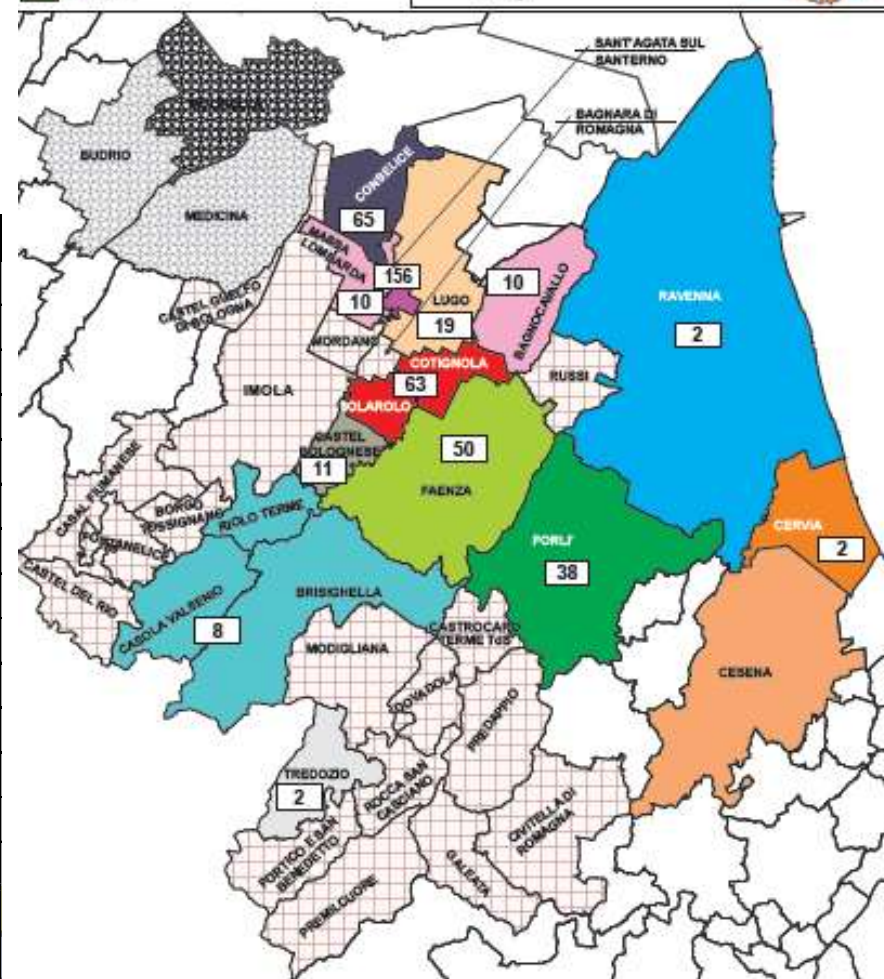 SANT'AGATA SUL
SANTERNO
BAGNARA DI
ROMAGNA
BUDRIO
CONSELICE
65
MEDICINA
MASSA
LOMBARDA
156
10
CASTEL GUELFO
DI BOLOGNA
LUGO
19
10
BAGNOCAVALLO
RAVENNA
2
MORDANO
COTIGNOLA
63
RUSSI
IMOLA
SOLAROLO
CASTEL
BOLOGNESE
11
50
FAENZA
CASAL FIUMANESE
BORGO
TOSSIGNANO
RIOLO TERME
FONTANELICE
CERVIA
2
FORLI'
38
CASTEL DEL RIO
CASOLA VALSENIO
8
BRISIGHELLA
CASTROCARO
TERME TdS
MODIGLIANA
DOVADOLA
PREDAPPIO
CESENA
TREDOZIO
2
ROCCA SAN
CASCIANO
PORTICO E SAN
BENEDETTO
CIVITELLA DI
ROMAGNA
GALEATA
PREMILCUORE